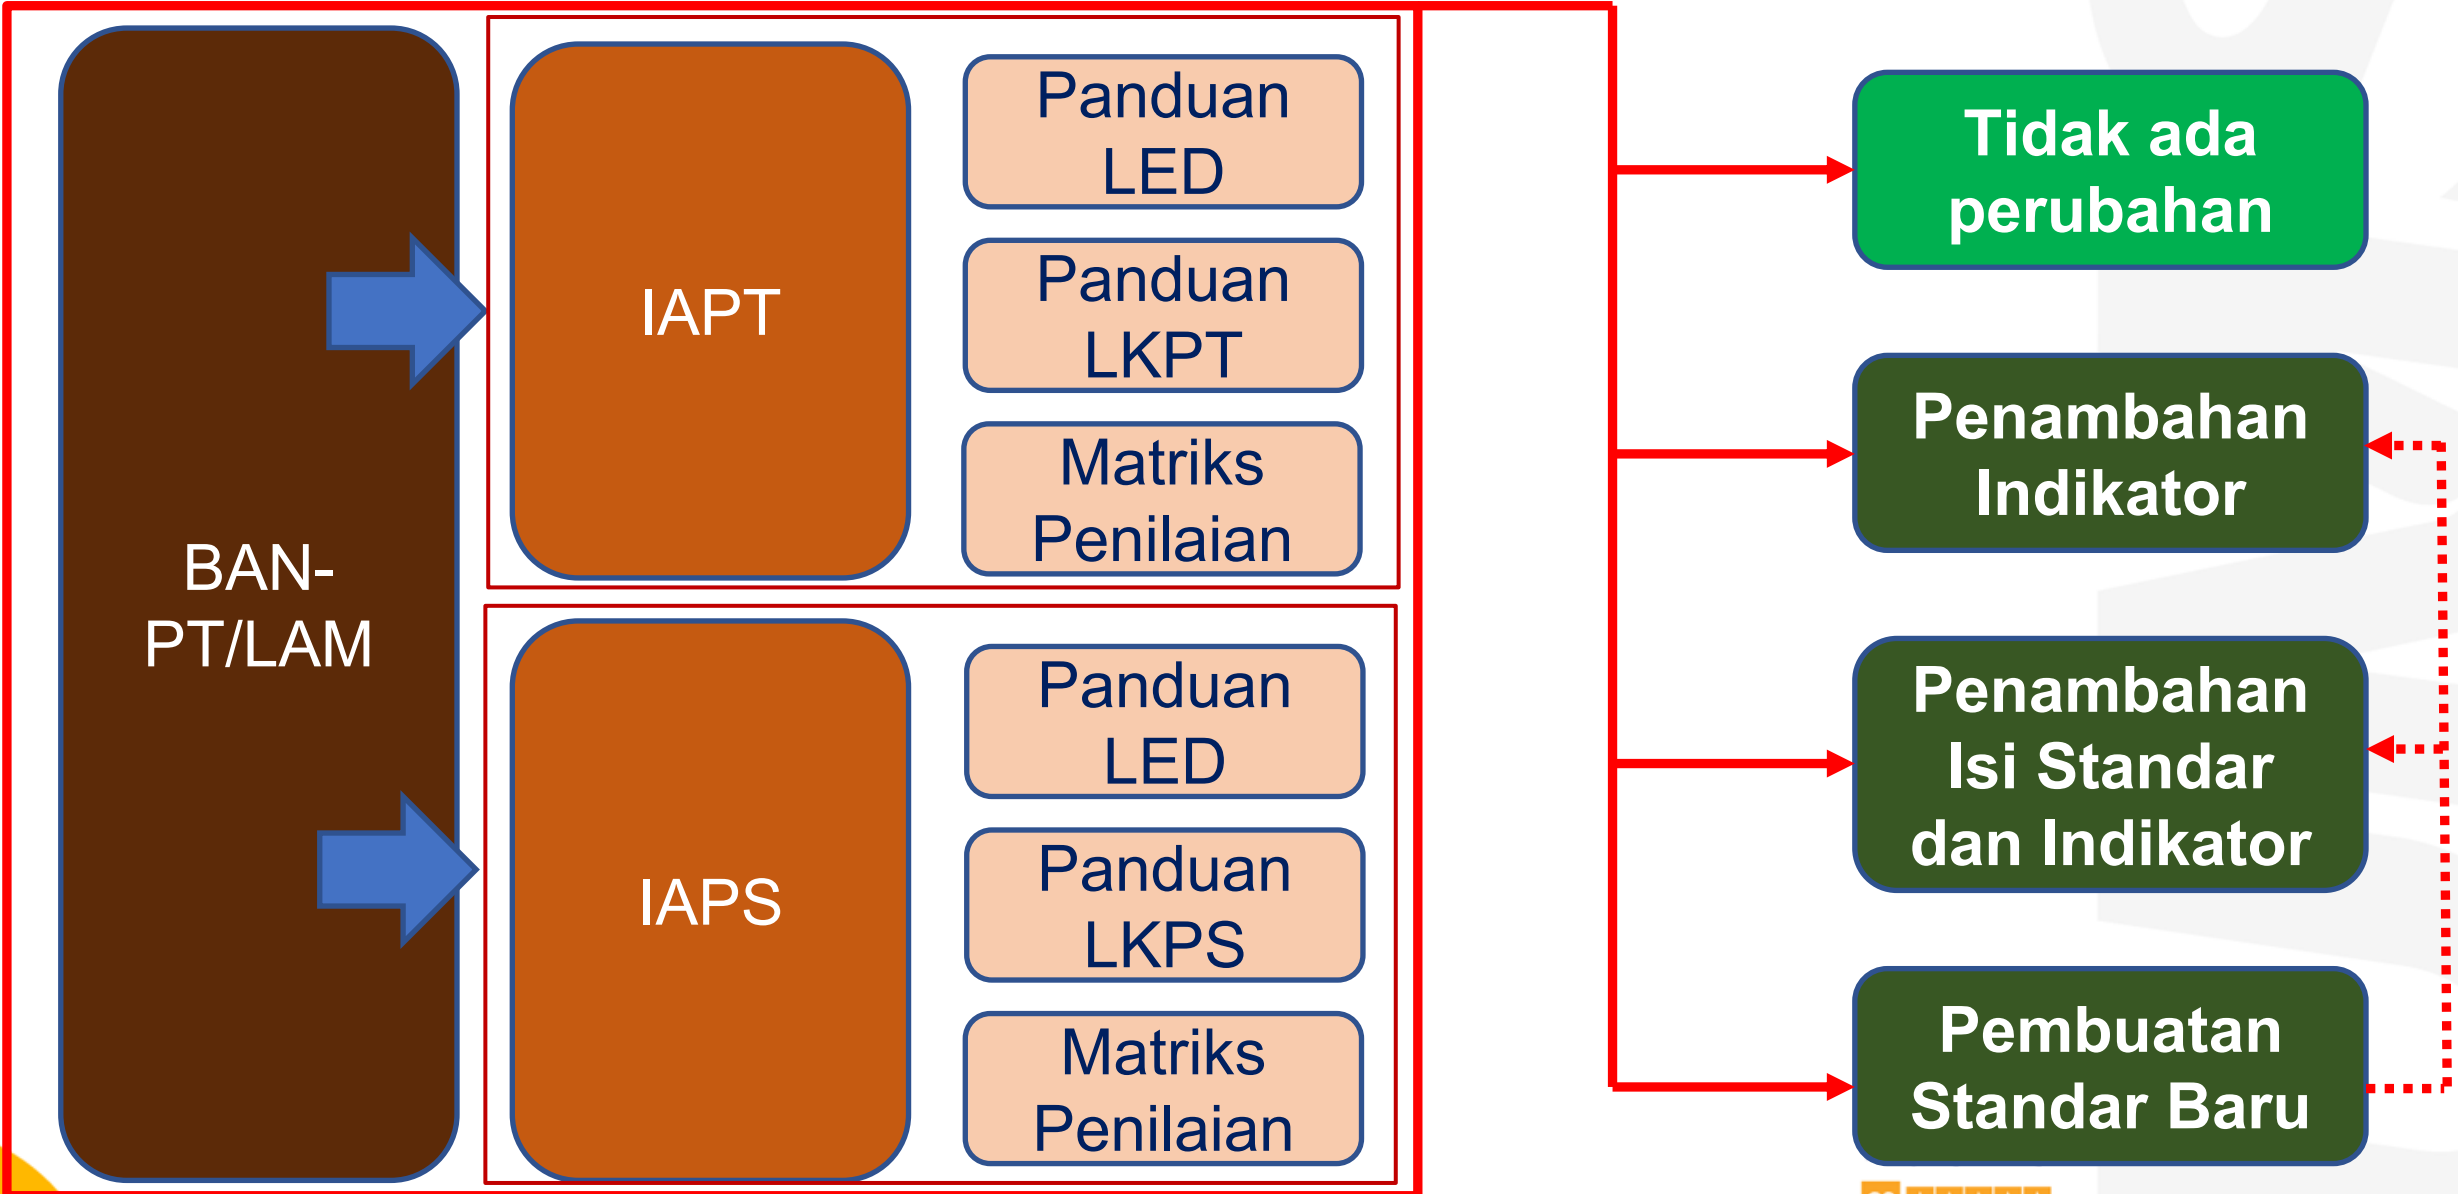 BAN-
PT/LAM
IAPT
Panduan
LED
Panduan
LKPT
Matriks
Penilaian
IAPS
Panduan
LED
Panduan
LKPS
Matriks
Penilaian
Tidak ada
perubahan
Penambahan
Indikator
Penambahan
Isi Standar
dan Indikator
Pembuatan
Standar Baru